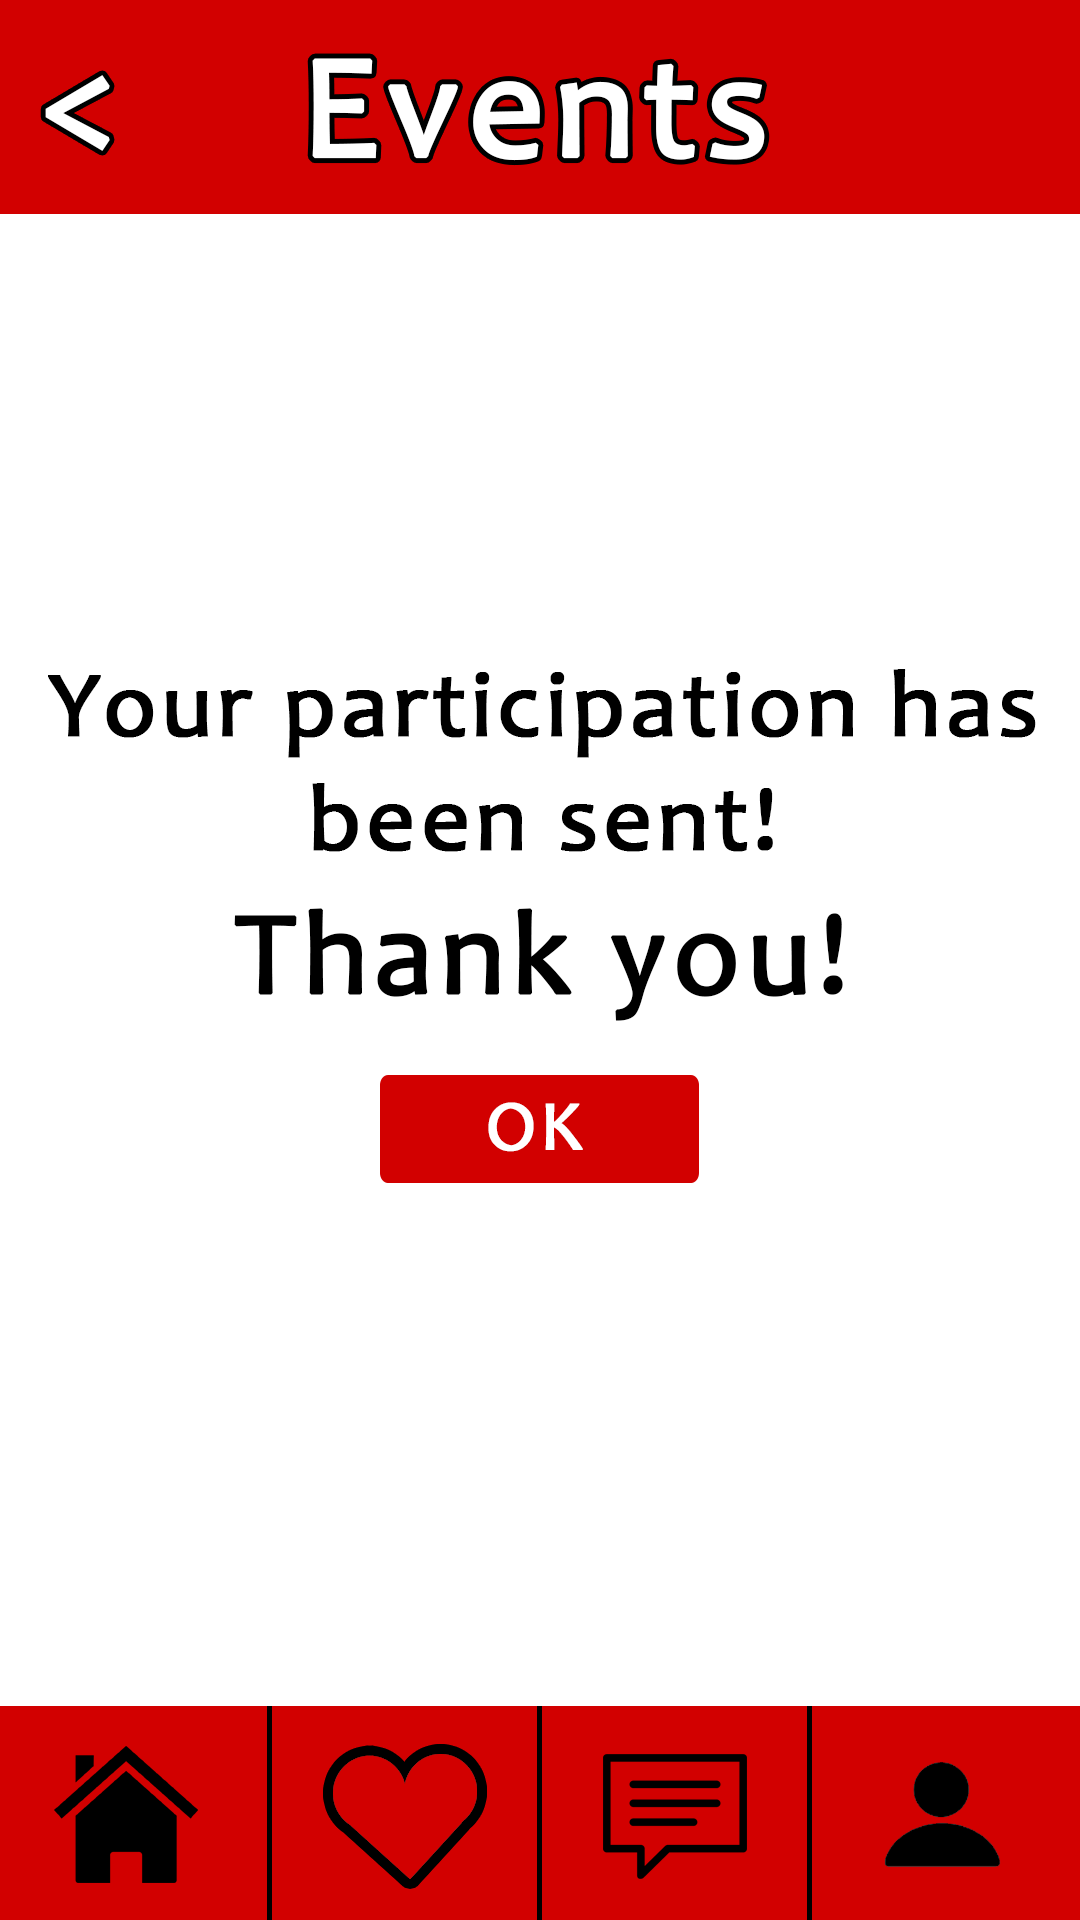 < Events
Your participation has
been sent!
Thank you!
OK